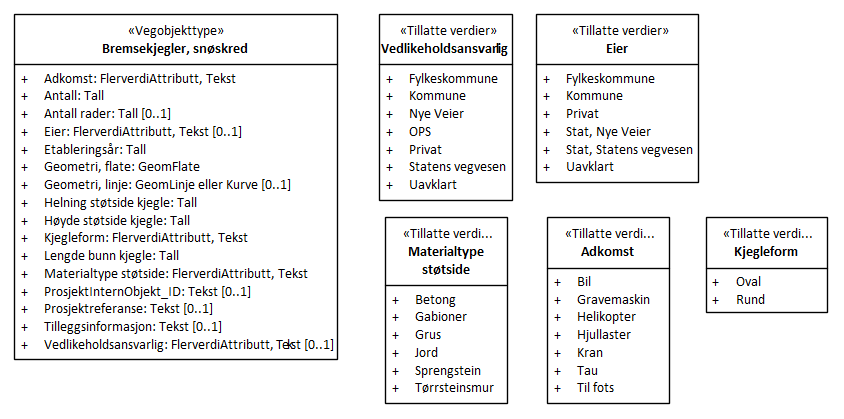 «Vegobjekttype»
Bremsekjegler, snøskred
+ Adkomst: FlerverdiAttributt, Tekst
+ Antall: Tall
+ Antall rader: Tall [0..1]
+ Eier: FlerverdiAttributt, Tekst [0..1]
+ Etableringsår: Tall
+ Geometri, flate: GeomFlate
+ Geometri, linje: GeomLinje eller Kurve [0..1]
+ Helning støtside kjegle: Tall
+ Høyde støtside kjegle: Tall
+ Kjegleform: FlerverdiAttributt, Tekst
+ Lengde bunn kjegle: Tall
+ Materialtype støtside: FlerverdiAttributt, Tekst
+ ProsjektInternObjekt_ID: Tekst [0..1]
+ Prosjektreferanse: Tekst [0..1]
+ Tilleggsinformasjon: Tekst [0..1]
+ Vedlikeholdsansvarlig: FlerverdiAttributt, Tekst [0..1]
«Tillatte verdier»
Vedlikeholdsansvarlig
+ Fylkeskommune
+ Kommune
+ Nye Veier
+ OPS
+ Privat
+ Statens vegvesen
+ Uavklart
«Tillatte verdier»
Eier
+ Fylkeskommune
+ Kommune
+ Privat
+ Stat, Nye Veier
+ Stat, Statens vegvesen
+ Uavklart
«Tillatte verdi...
Materialtype
støtside
+ Betong
+ Gabioner
+ Grus
+ Jord
+ Sprengstein
+ Tørrsteinsmur
«Tillatte verdi...
Adkomst
+ Bil
+ Gravemaskin
+ Helikopter
+ Hjullaster
+ Kran
+ Tau
+ Til fots
«Tillatte verdi...
Kjegleform
+ Oval
+ Rund